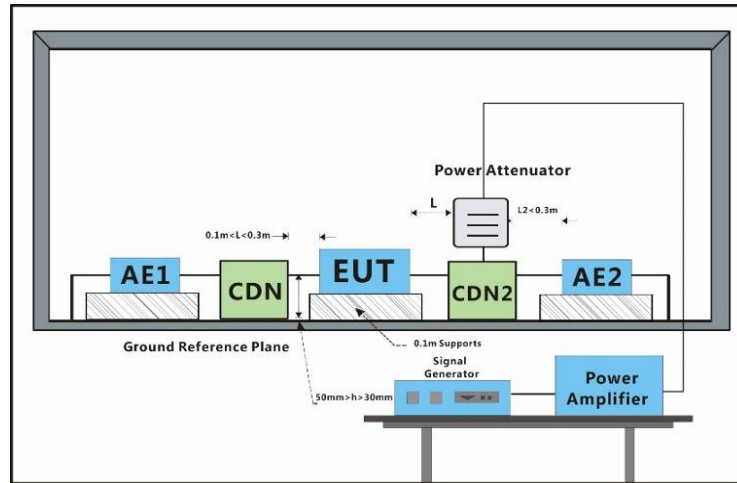 Power Attenuator
L
L2<0.3m
0.1m<L<0.3m
AE1
CDN
EUT
CDN2
AE2
Ground Reference Plane
0.1m Supports
50mm>h>30mm
Signal
Generator
Power
Amplifier